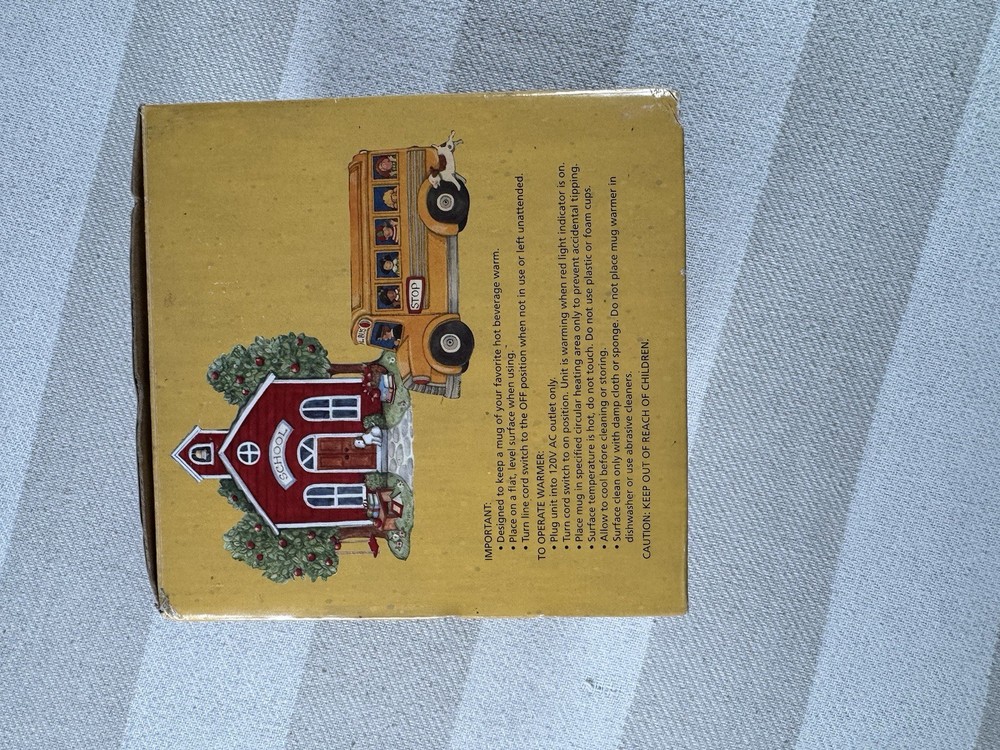 SCHOOL
STOP
IMPORTANT:
• Designed to keep a mug of your favorite hot beverage warm.
• Place on a flat, level surface when using.
• Turn line cord switch to the OFF position when not in use or left unattended.
TO OPERATE WARMER:
• Plug unit into 120V AC outlet only.
• Turn cord switch to on position. Unit is warming when red light indicator is on.
• Place mug in specified circular heating area only to prevent accidental tipping.
• Surface temperature is hot, do not touch. Do not use plastic or foam cups.
• Allow to cool before cleaning or storing.
• Surface clean only with damp cloth or sponge. Do not place mug warmer in
dishwasher or use abrasive cleaners.
CAUTION: KEEP OUT OF REACH OF CHILDREN.